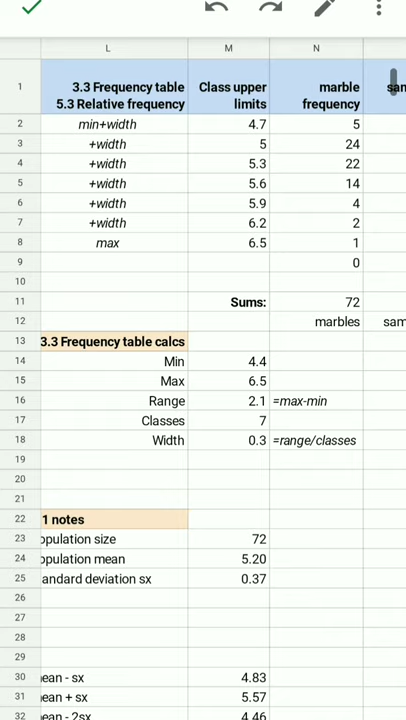 L M N
1 3.3 Frequency table Class upper marble
5.3 Relative frequency limits frequency
2 min+width 4.7 5
3 +width 5 24
4 +width 5.3 22
5 +width 5.6 14
6 +width 5.9 4
7 +width 6.2 2
8 max 6.5 1
9 0
10
11 Sums: 72
12 marbles sam
13 3.3 Frequency table calcs
14 Min 4.4
15 Max 6.5
16 Range 2.1 =max-min
17 Classes 7
18 Width 0.3 =range/classes
19
20
21
22 1 notes
23 opulation size 72
24 opulation mean 5.20
25 andard deviation sx 0.37
26
27
28
29
30 ean - sx 4.83
31 ean + sx 5.57
32 ean - 2sx 4.46